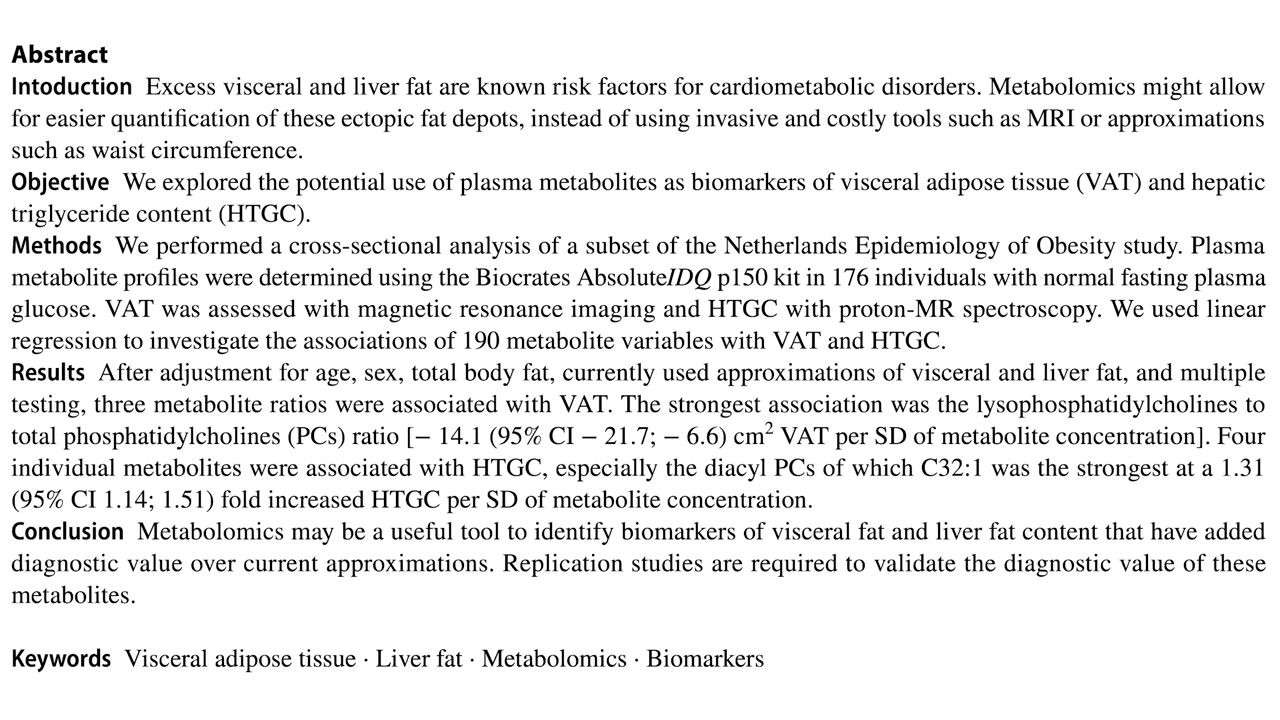 Abstract
Intoduction Excess visceral and liver fat are known risk factors for cardiometabolic disorders. Metabolomics might allow
for easier quantification of these ectopic fat depots, instead of using invasive and costly tools such as MRI or approximations
such as waist circumference.
Objective We explored the potential use of plasma metabolites as biomarkers of visceral adipose tissue (VAT) and hepatic
triglyceride content (HTGC).
Methods We performed a cross-sectional analysis of a subset of the Netherlands Epidemiology of Obesity study. Plasma
metabolite profiles were determined using the Biocrates AbsoluteIDQ p150 kit in 176 individuals with normal fasting plasma
glucose. VAT was assessed with magnetic resonance imaging and HTGC with proton-MR spectroscopy. We used linear
regression to investigate the associations of 190 metabolite variables with VAT and HTGC.
Results After adjustment for age, sex, total body fat, currently used approximations of visceral and liver fat, and multiple
testing, three metabolite ratios were associated with VAT. The strongest association was the lysophosphatidylcholines to
total phosphatidylcholines (PCs) ratio [− 14.1 (95% CI − 21.7; − 6.6) cm² VAT per SD of metabolite concentration]. Four
individual metabolites were associated with HTGC, especially the diacyl PCs of which C32:1 was the strongest at a 1.31
(95% CI 1.14; 1.51) fold increased HTGC per SD of metabolite concentration.
Conclusion Metabolomics may be a useful tool to identify biomarkers of visceral fat and liver fat content that have added
diagnostic value over current approximations. Replication studies are required to validate the diagnostic value of these
metabolites.
Keywords Visceral adipose tissue · Liver fat · Metabolomics · Biomarkers